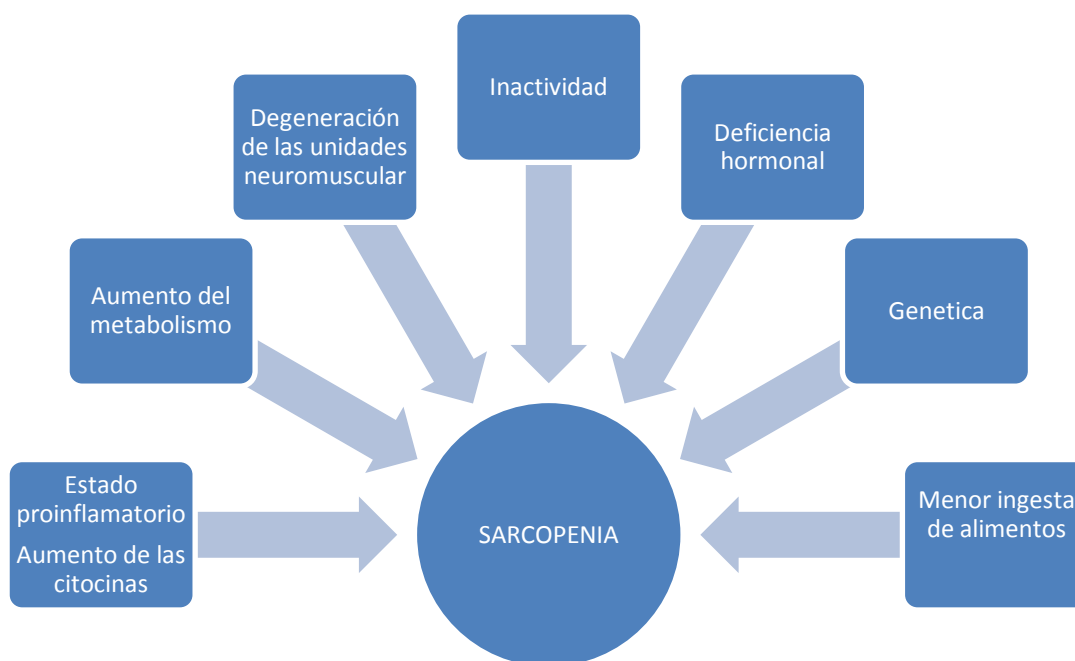 Inactividad
Degeneración
de las unidades
neuromuscular
Deficiencia
hormonal
Aumento del
metabolismo
Genetica
Estado
proinflamatorio
Aumento de las
citocinas
SARCOPENIA
Menor ingesta
de alimentos